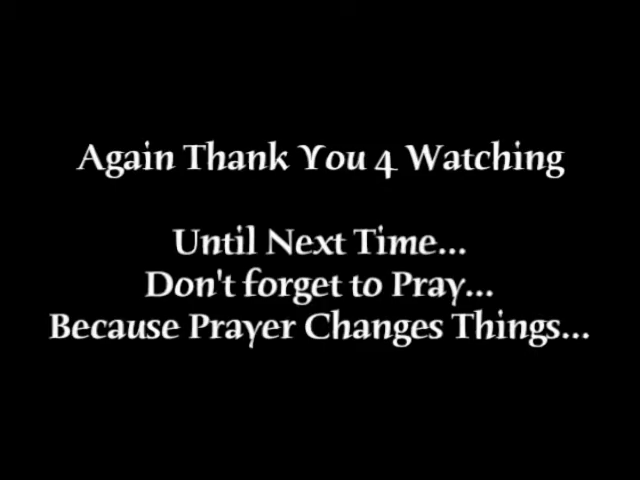 Again Thank You 4 Watching
Until Next Time...
Don't forget to Pray...
Because Prayer Changes Things...